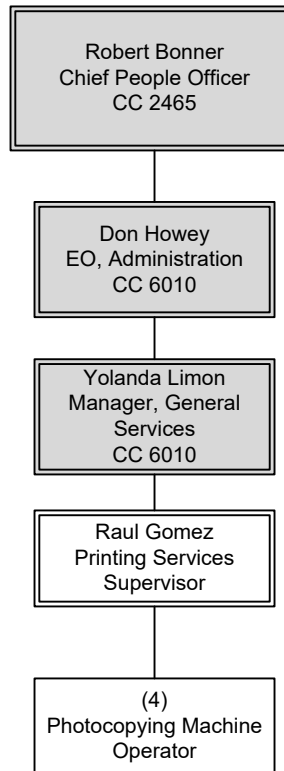 Robert Bonner
Chief People Officer
CC 2465
Don Howey
EO, Administration
CC 6010
Yolanda Limon
Manager, General
Services
CC 6010
Raul Gomez
Printing Services
Supervisor
(4)
Photocopying Machine
Operator